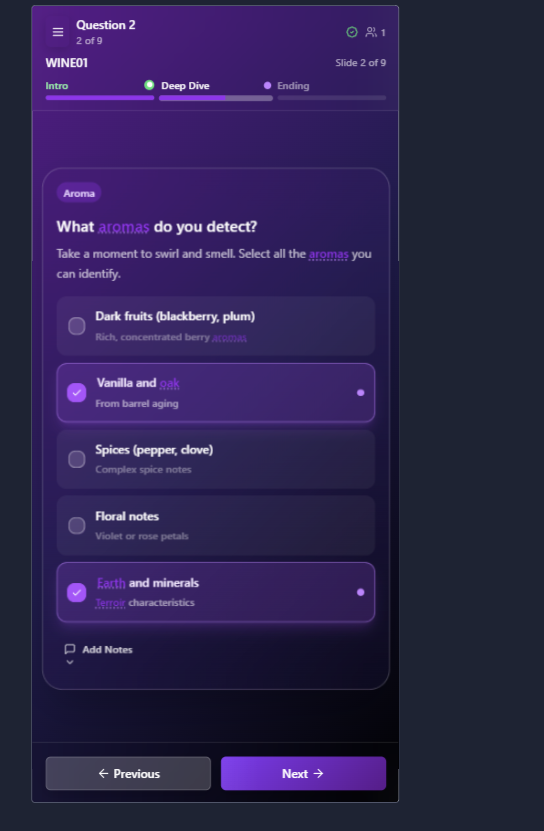 Question 2
2 of 9
1
WINE01
Slide 2 of 9
Intro
Deep Dive
Ending
Aroma
What aromas do you detect?
Take a moment to swirl and smell. Select all the aromas you
can identify.
Dark fruits (blackberry, plum)
Rich, concentrated berry aromas
Vanilla and oak
From barrel aging
Spices (pepper, clove)
Complex spice notes
Floral notes
Violet or rose petals
Earth and minerals
Terroir characteristics
Add Notes
← Previous
Next →